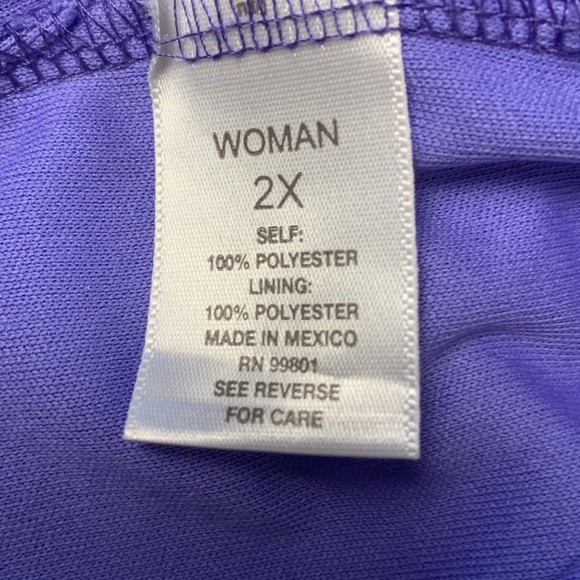 WOMAN
2X
SELF:
100% POLYESTER
LINING:
100% POLYESTER
MADE IN MEXICO
RN 99801
SEE REVERSE
FOR CARE